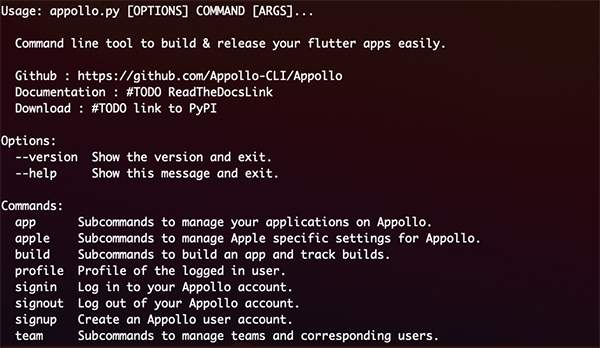 Usage: appollo.py [OPTIONS] COMMAND [ARGS]...
Command line tool to build & release your flutter apps easily.
Github : https://github.com/Appollo-CLI/Appollo
Documentation : #TODO ReadTheDocsLink
Download : #TODO link to PyPI
Options:
--version  Show the version and exit.
--help     Show this message and exit.
Commands:
app      Subcommands to manage your applications on Appollo.
apple    Subcommands to manage Apple specific settings for Appollo.
build    Subcommands to build an app and track builds.
profile  Profile of the logged in user.
signin   Log in to your Appollo account.
signout  Log out of your Appollo account.
signup   Create an Appollo user account.
team     Subcommands to manage teams and corresponding users.